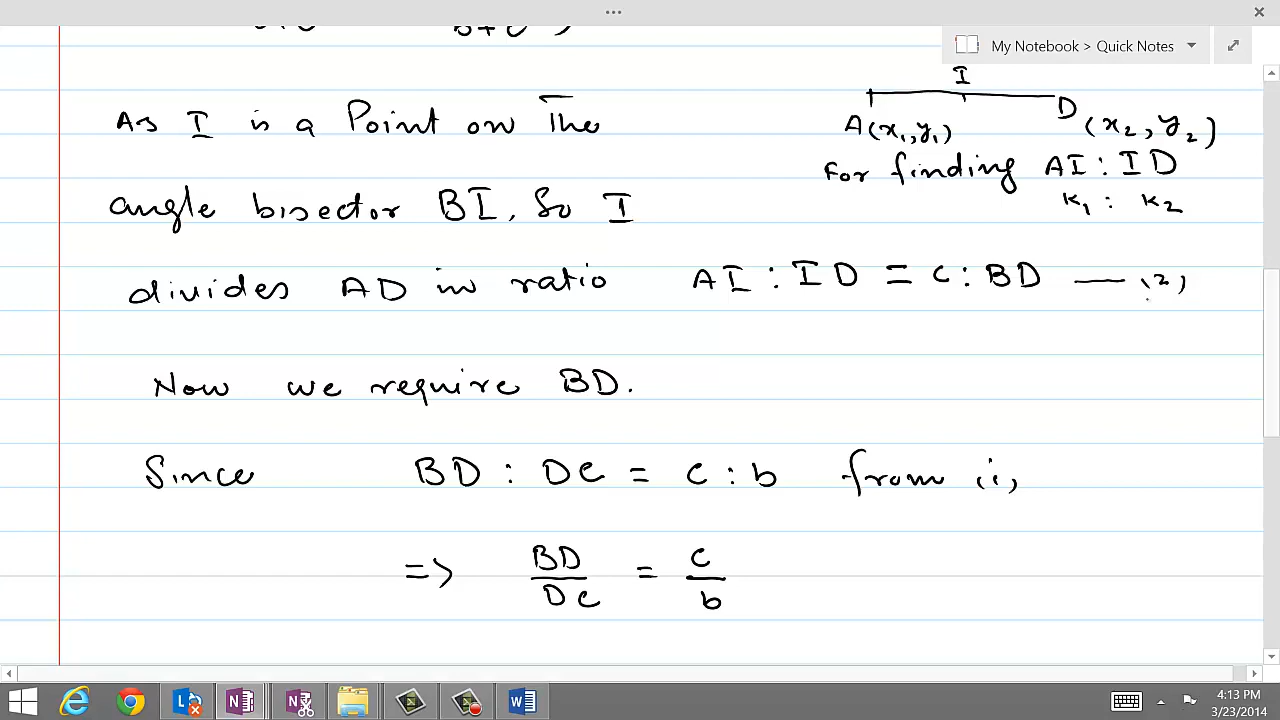 My Notebook > Quick Notes
b+c
I
A(x₁,y₁) D(x₂,y₂)
As I is a Point on The
For finding AI : ID
K₁ : K₂
angle bisector BI, So I
divides AD in ratio AI : ID = c : BD — (2)
Now we require BD.
Since BD : DC = c : b from (i)
=> BD/DC = c/b
4:13 PM
3/23/2014